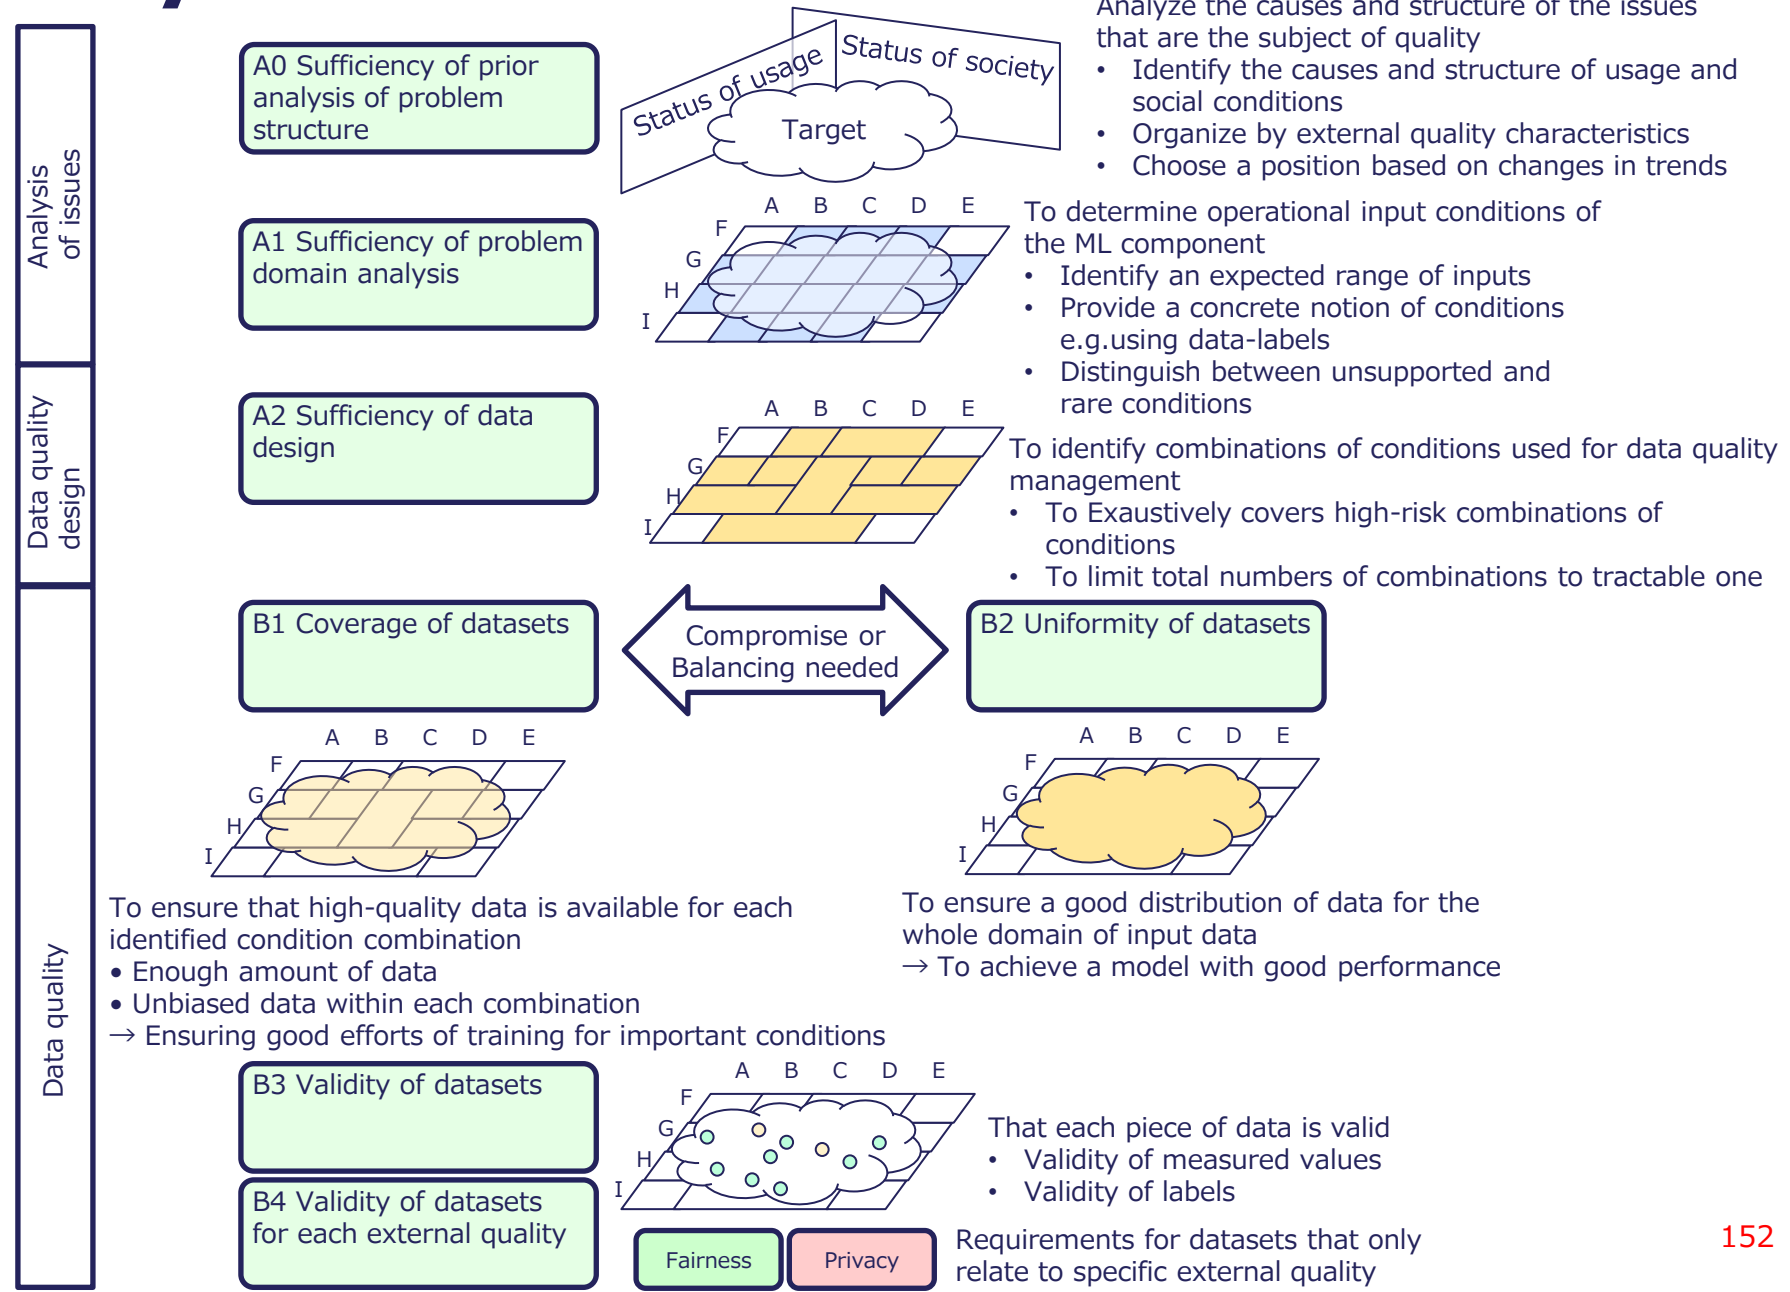 Analysis
of issues
A0 Sufficiency of prior
analysis of problem
structure
Status of usage
Status of society
Target
Analyze the causes and structure of the issues
that are the subject of quality
• Identify the causes and structure of usage and
social conditions
• Organize by external quality characteristics
• Choose a position based on changes in trends
A1 Sufficiency of problem
domain analysis
A B C D E
F
G
H
I
To determine operational input conditions of
the ML component
• Identify an expected range of inputs
• Provide a concrete notion of conditions
e.g.using data-labels
• Distinguish between unsupported and
rare conditions
Data quality
design
A2 Sufficiency of data
design
A B C D E
F
G
H
I
To identify combinations of conditions used for data quality
management
• To Exaustively covers high-risk combinations of
conditions
• To limit total numbers of combinations to tractable one
Data quality
B1 Coverage of datasets
Compromise or
Balancing needed
B2 Uniformity of datasets
A B C D E
F
G
H
I
A B C D E
F
G
H
I
To ensure that high-quality data is available for each
identified condition combination
• Enough amount of data
• Unbiased data within each combination
→ Ensuring good efforts of training for important conditions
To ensure a good distribution of data for the
whole domain of input data
→ To achieve a model with good performance
B3 Validity of datasets
A B C D E
F
G
H
I
That each piece of data is valid
• Validity of measured values
• Validity of labels
B4 Validity of datasets
for each external quality
Fairness
Privacy
Requirements for datasets that only
relate to specific external quality
152